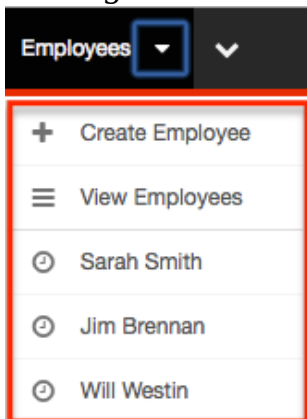 Employees
Create Employee
View Employees
Sarah Smith
Jim Brennan
Will Westin